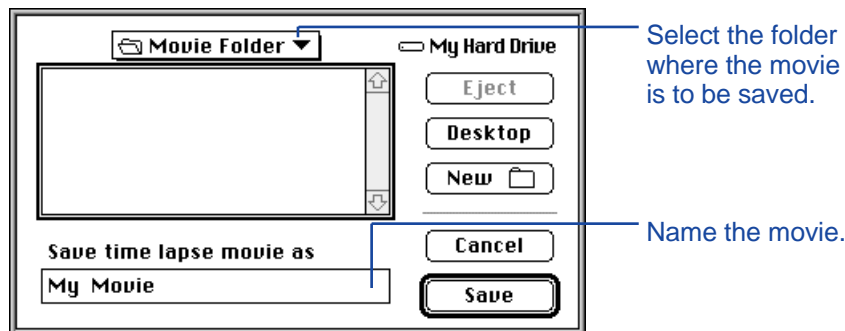 Movie Folder
My Hard Drive
Select the folder
where the movie
is to be saved.
Eject
Desktop
New
Save time lapse movie as
My Movie
Cancel
Save
Name the movie.